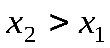 x₂ > x₁